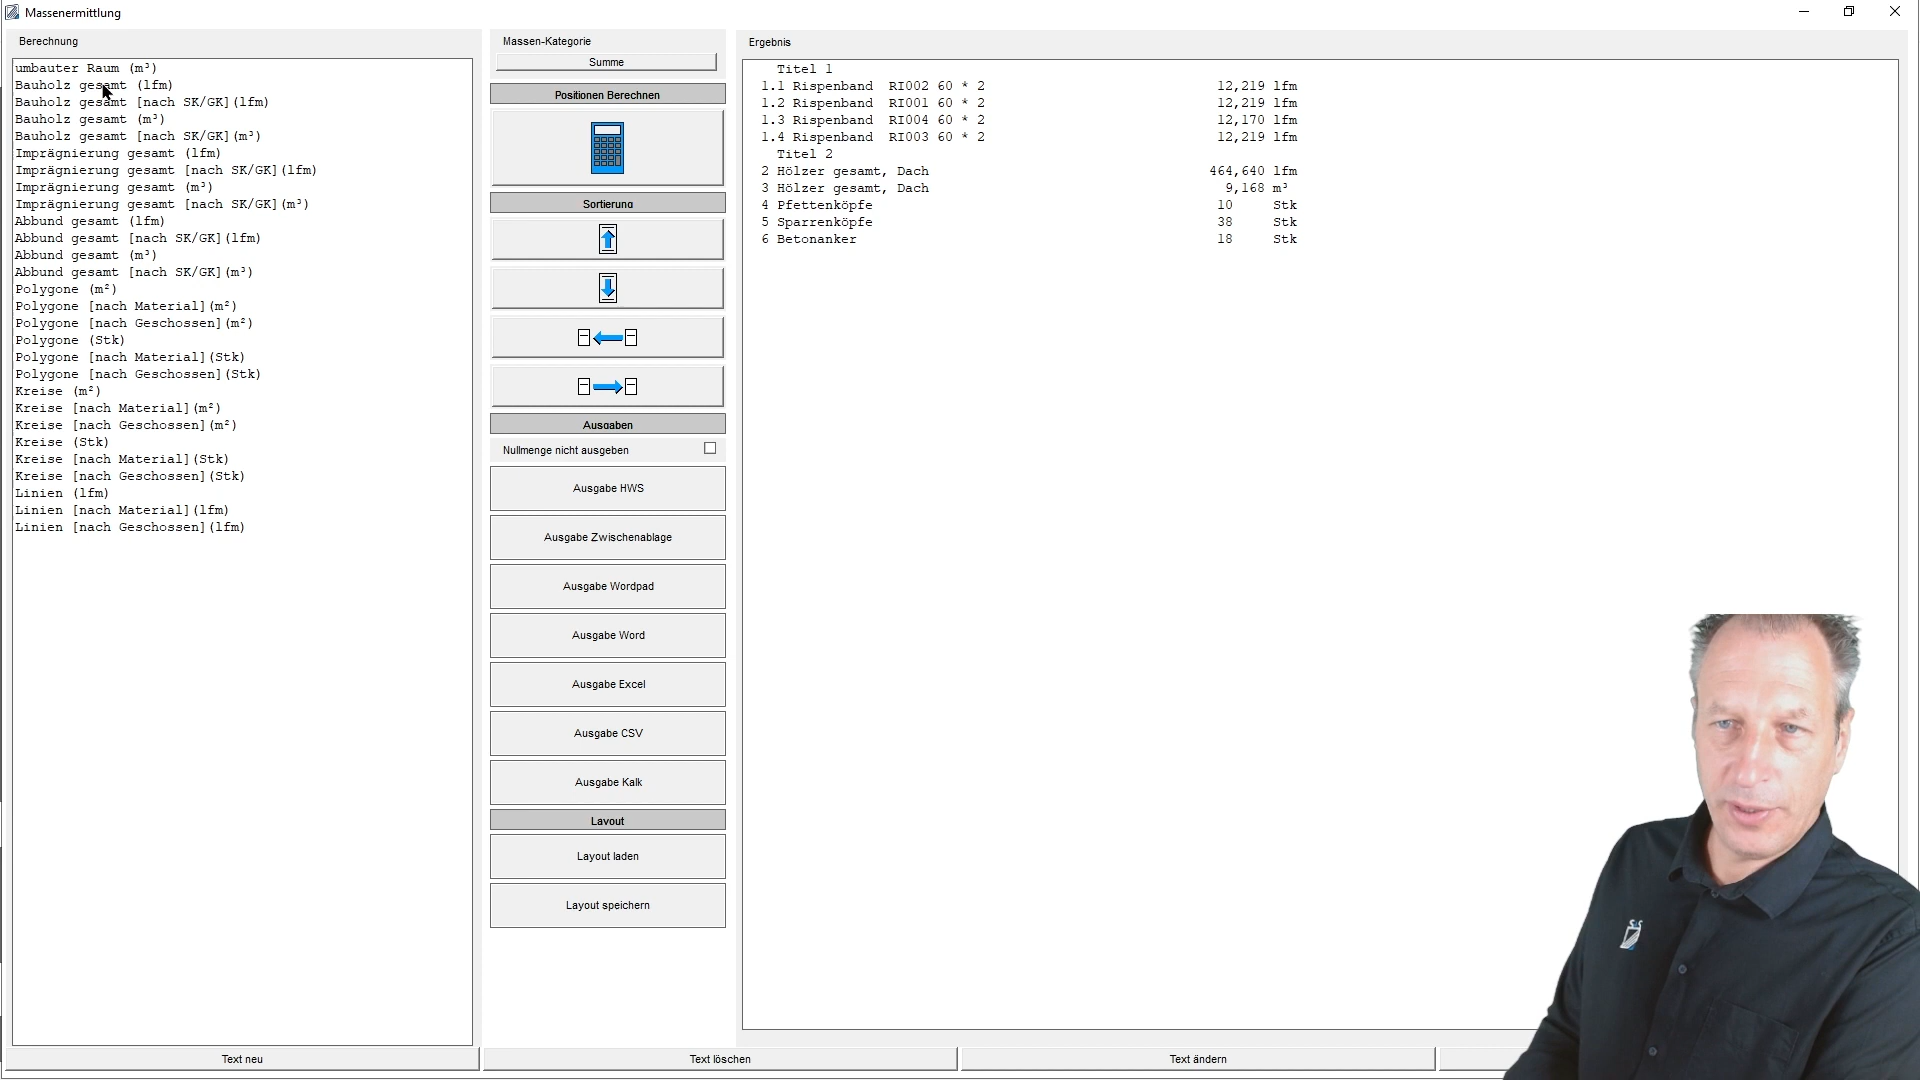 Massenermittlung
Berechnung
umbauter Raum (m³)
Bauholz gesamt (lfm)
Bauholz gesamt [nach SK/GK](lfm)
Bauholz gesamt (m³)
Bauholz gesamt [nach SK/GK](m³)
Imprägnierung gesamt (lfm)
Imprägnierung gesamt [nach SK/GK](lfm)
Imprägnierung gesamt (m³)
Imprägnierung gesamt [nach SK/GK](m³)
Abbund gesamt (lfm)
Abbund gesamt [nach SK/GK](lfm)
Abbund gesamt (m³)
Abbund gesamt [nach SK/GK](m³)
Polygone (m²)
Polygone [nach Material](m²)
Polygone [nach Geschossen](m²)
Polygone (Stk)
Polygone [nach Material](Stk)
Polygone [nach Geschossen](Stk)
Kreise (m²)
Kreise [nach Material](m²)
Kreise [nach Geschossen](m²)
Kreise (Stk)
Kreise [nach Material](Stk)
Kreise [nach Geschossen](Stk)
Linien (lfm)
Linien [nach Material](lfm)
Linien [nach Geschossen](lfm)
Massen-Kategorie
Summe
Positionen Berechnen
Sortierung
Ausgaben
Nullmenge nicht ausgeben
Ausgabe HWS
Ausgabe Zwischenablage
Ausgabe Wordpad
Ausgabe Word
Ausgabe Excel
Ausgabe CSV
Ausgabe Kalk
Layout
Layout laden
Layout speichern
Ergebnis
Titel 1
1.1 Rispenband RI002 60 * 2 12,219 lfm
1.2 Rispenband RI001 60 * 2 12,219 lfm
1.3 Rispenband RI004 60 * 2 12,170 lfm
1.4 Rispenband RI003 60 * 2 12,219 lfm
Titel 2
2 Hölzer gesamt, Dach 464,640 lfm
3 Hölzer gesamt, Dach 9,168 m³
4 Pfettenköpfe 10 Stk
5 Sparrenköpfe 38 Stk
6 Betonanker 18 Stk
Text neu
Text löschen
Text ändern